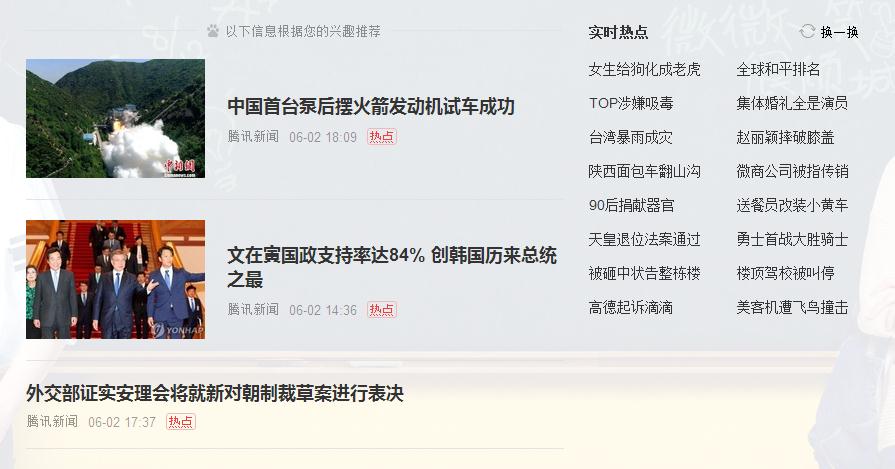 以下信息根据您的兴趣推荐
中新网
中国首台泵后摆火箭发动机试车成功
腾讯新闻 06-02 18:09 热点
YONHAP
文在寅国政支持率达84% 创韩国历来总统
之最
腾讯新闻 06-02 14:36 热点
外交部证实安理会将就新对朝制裁草案进行表决
腾讯新闻 06-02 17:37 热点
实时热点 换一换
女生给狗化成老虎 全球和平排名
TOP涉嫌吸毒 集体婚礼全是演员
台湾暴雨成灾 赵丽颖摔破膝盖
陕西面包车翻山沟 微商公司被指传销
90后捐献器官 送餐员改装小黄车
天皇退位法案通过 勇士首战大胜骑士
被砸中状告整栋楼 楼顶驾校被叫停
高德起诉滴滴 美客机遭飞鸟撞击